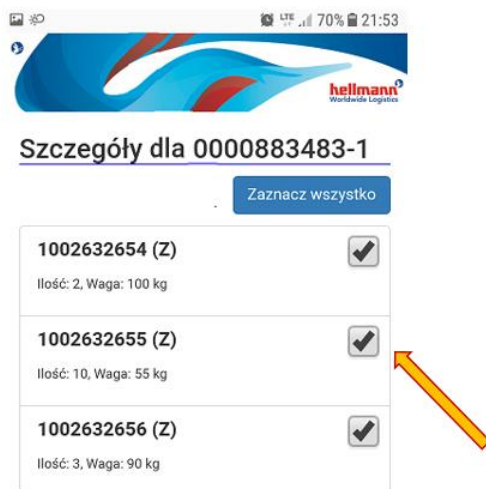 LTE 70% 21:53
hellmann
Worldwide Logistics
Szczegóły dla 0000883483-1
. Zaznacz wszystko
1002632654 (Z)
Ilość: 2, Waga: 100 kg
1002632655 (Z)
Ilość: 10, Waga: 55 kg
1002632656 (Z)
Ilość: 3, Waga: 90 kg